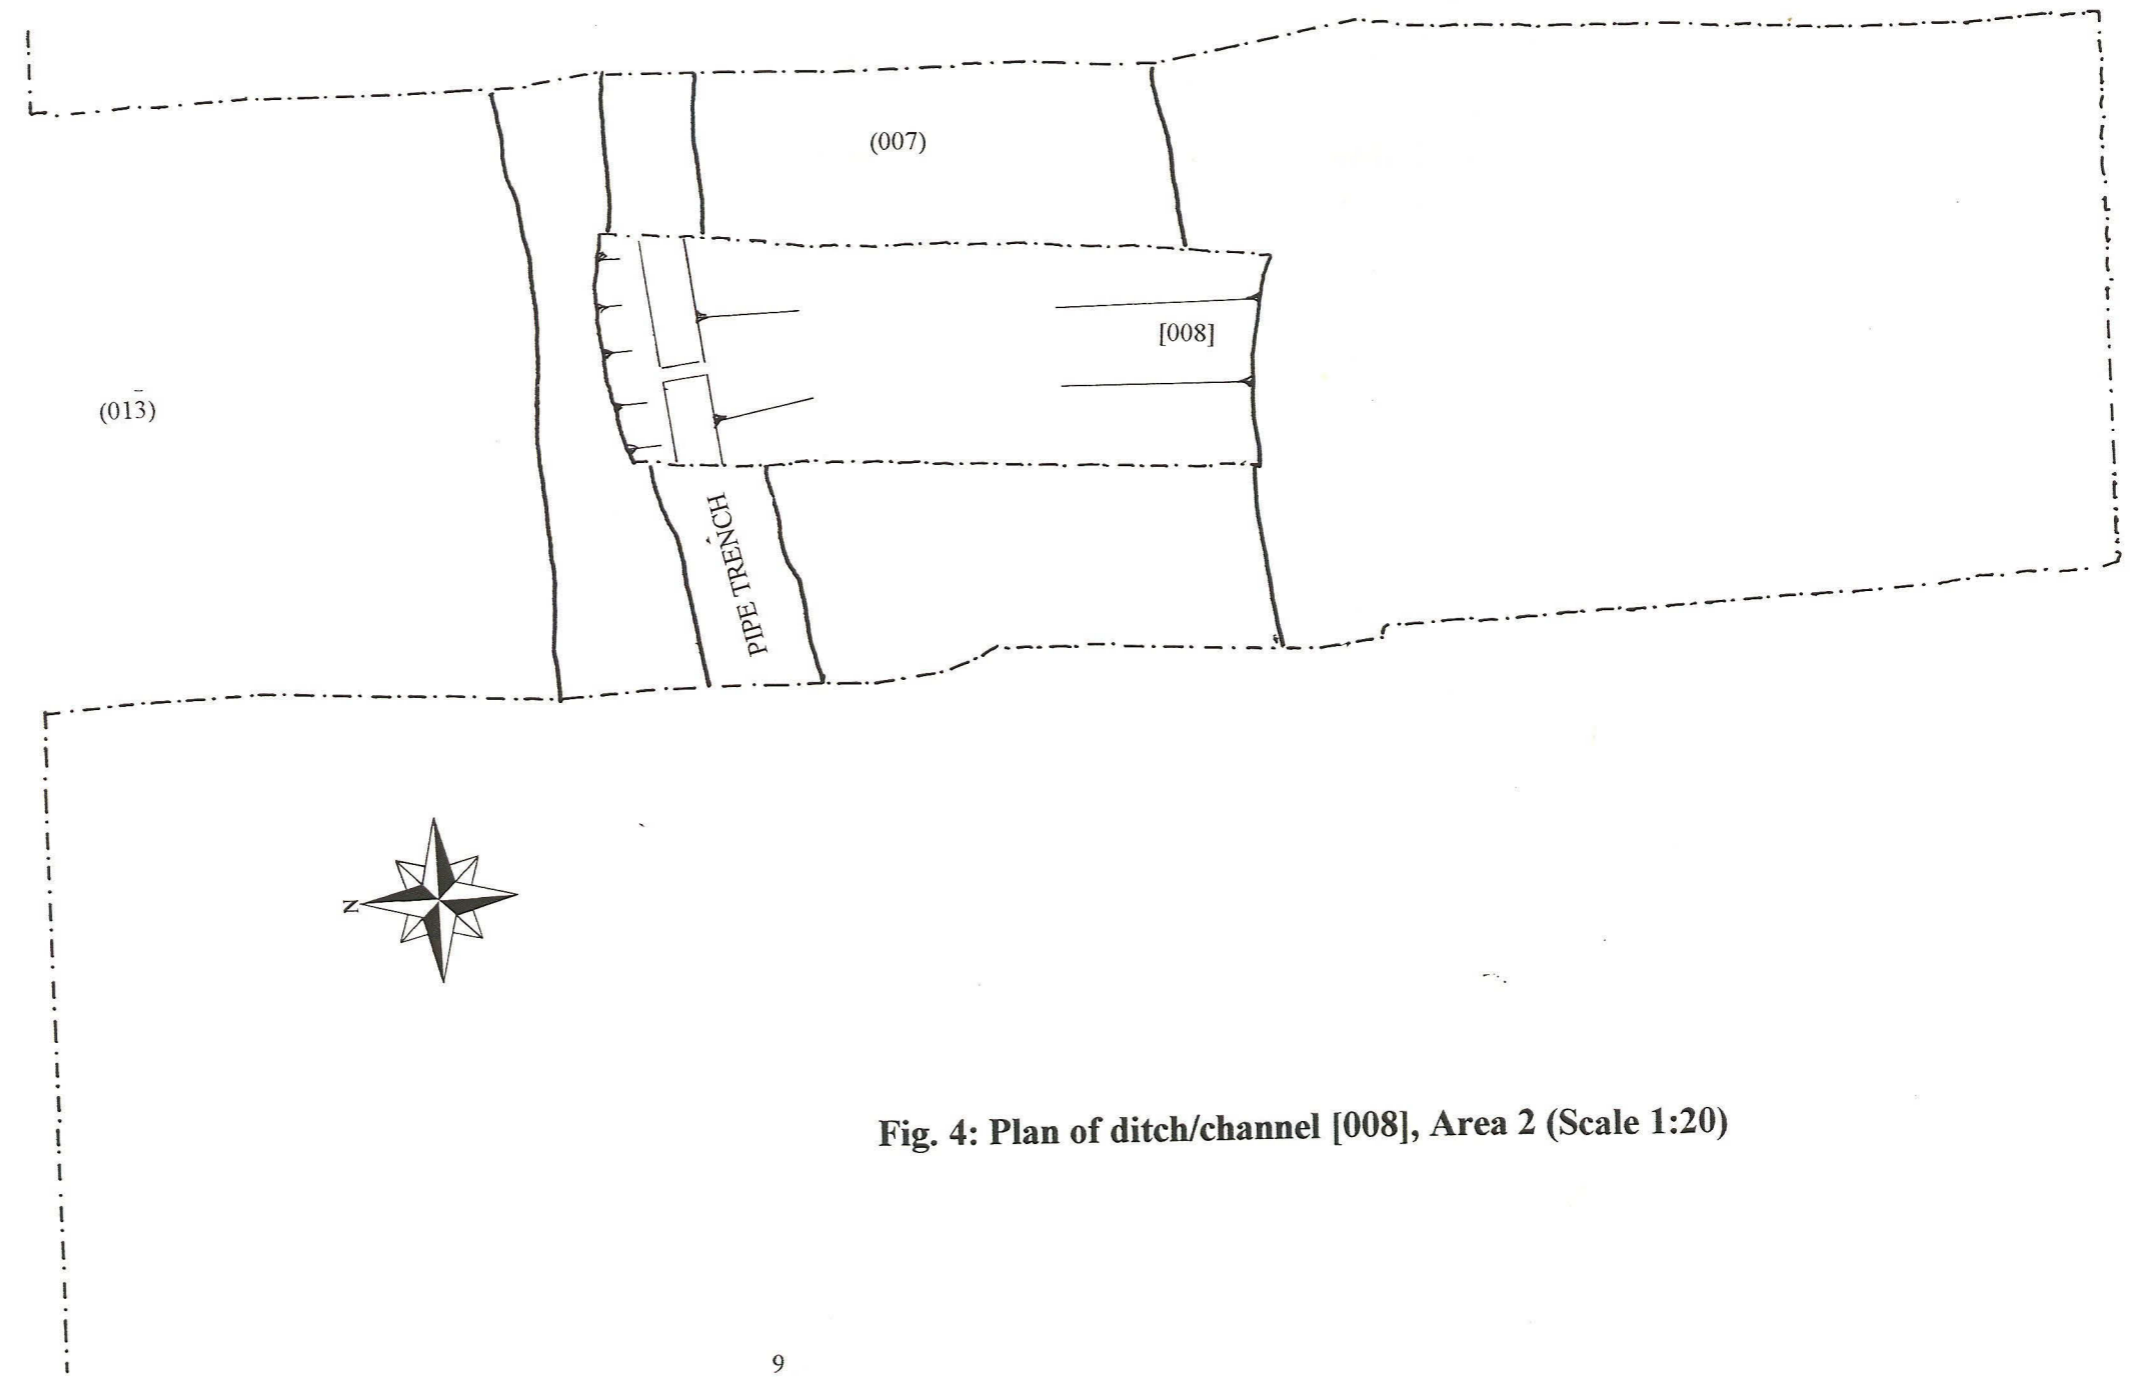 (007)
[008]
(013)
PIPE TRENCH
N
Fig. 4: Plan of ditch/channel [008], Area 2 (Scale 1:20)
9